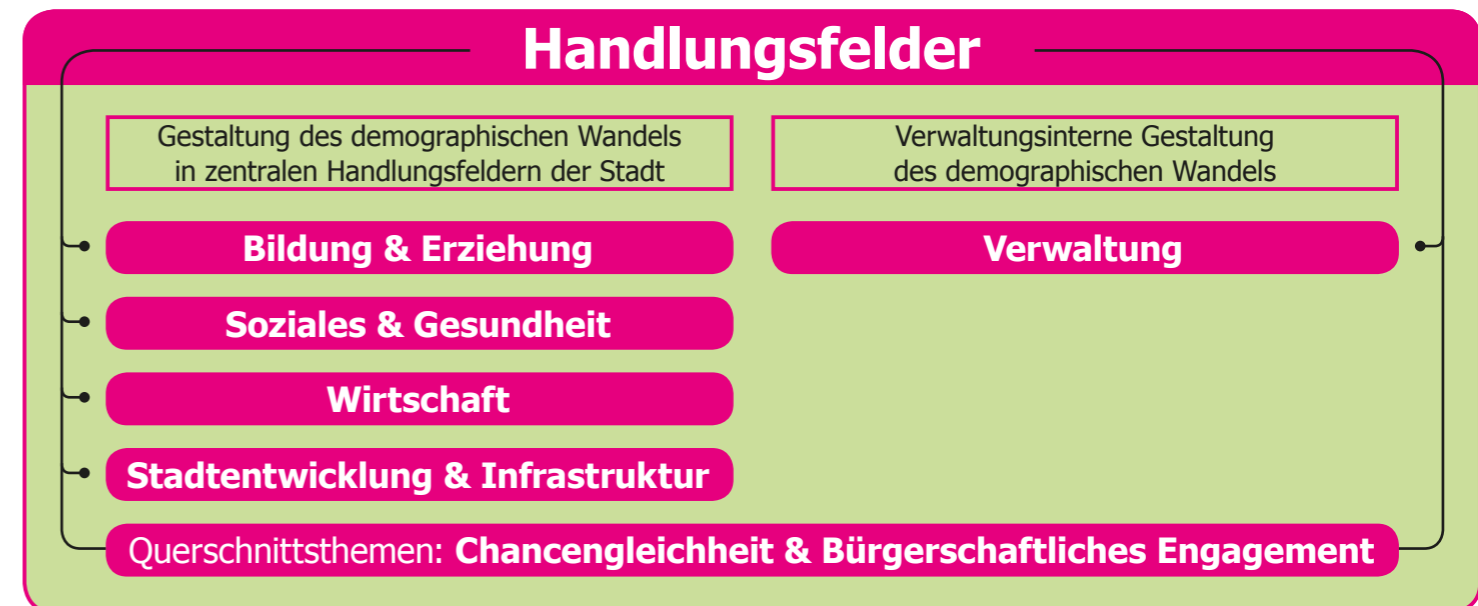 Handlungsfelder
Gestaltung des demographischen Wandels
in zentralen Handlungsfeldern der Stadt
Bildung & Erziehung
Soziales & Gesundheit
Wirtschaft
Stadtentwicklung & Infrastruktur
Verwaltungsinterne Gestaltung
des demographischen Wandels
Verwaltung
Querschnittsthemen: Chancengleichheit & Bürgerschaftliches Engagement